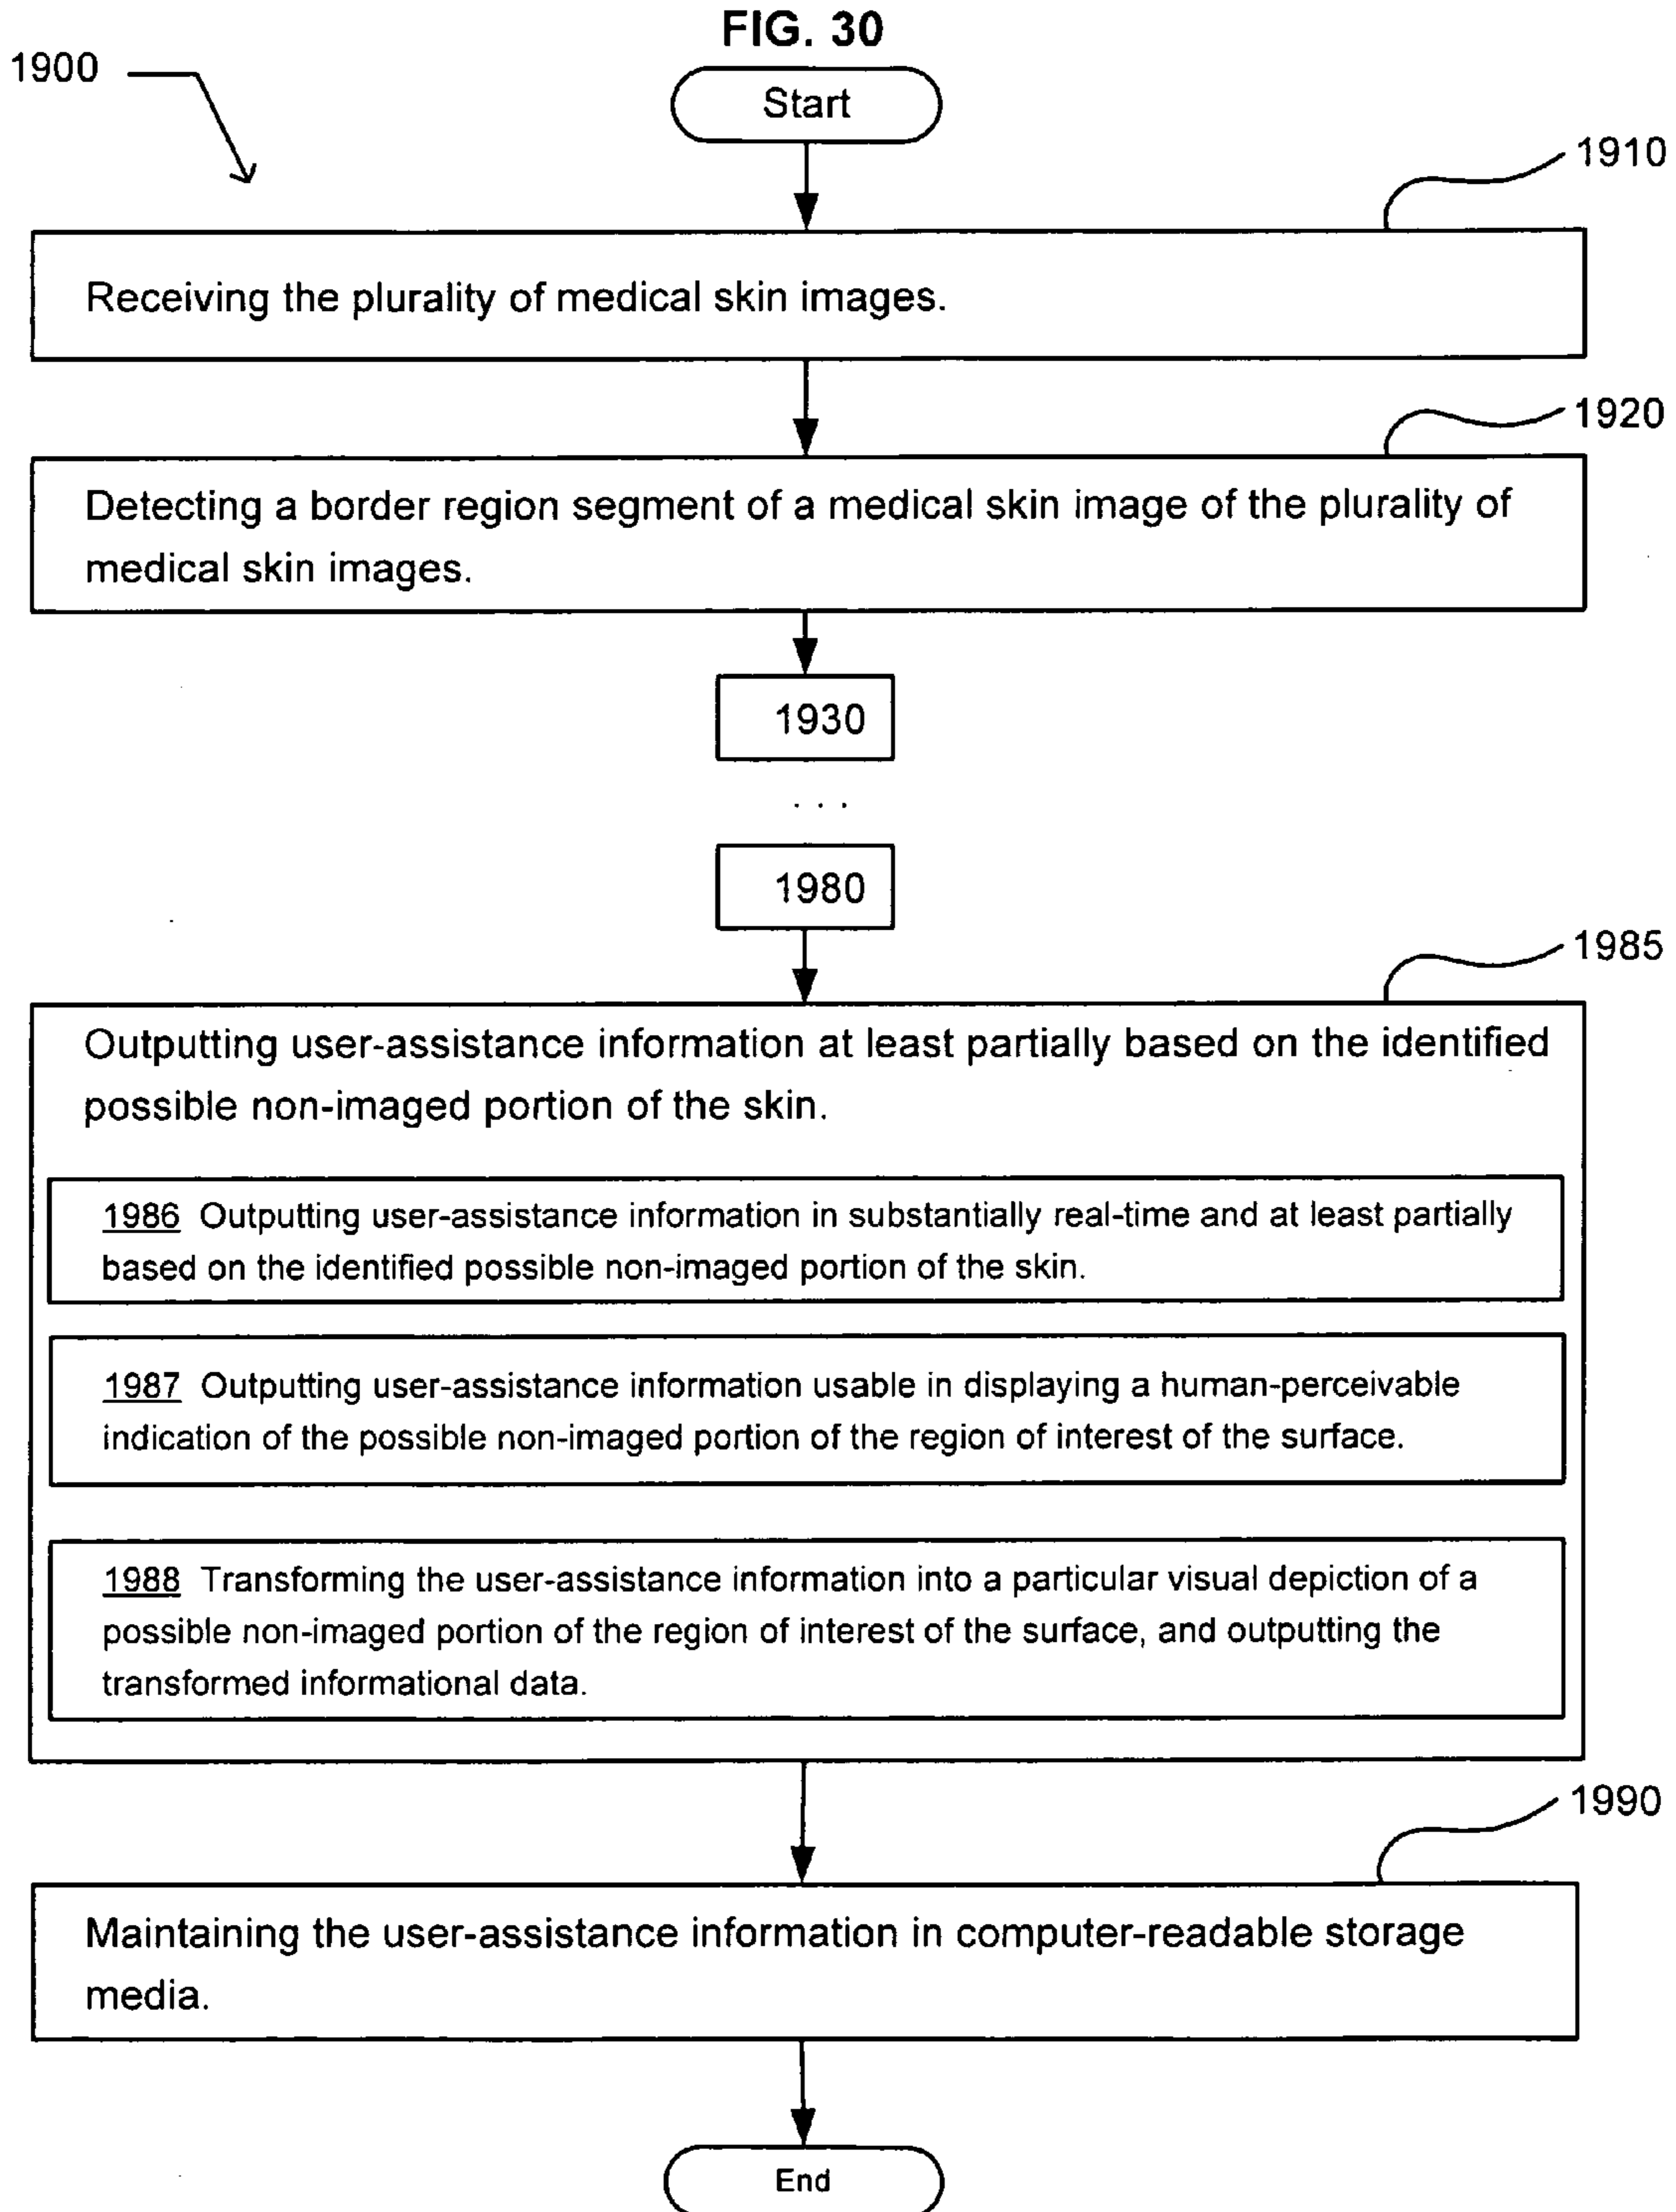 FIG. 30
1900
Start
1910
Receiving the plurality of medical skin images.
1920
Detecting a border region segment of a medical skin image of the plurality of
medical skin images.
1930
. . .
1980
1985
Outputting user-assistance information at least partially based on the identified
possible non-imaged portion of the skin.
1986 Outputting user-assistance information in substantially real-time and at least partially
based on the identified possible non-imaged portion of the skin.
1987 Outputting user-assistance information usable in displaying a human-perceivable
indication of the possible non-imaged portion of the region of interest of the surface.
1988 Transforming the user-assistance information into a particular visual depiction of a
possible non-imaged portion of the region of interest of the surface, and outputting the
transformed informational data.
1990
Maintaining the user-assistance information in computer-readable storage
media.
End